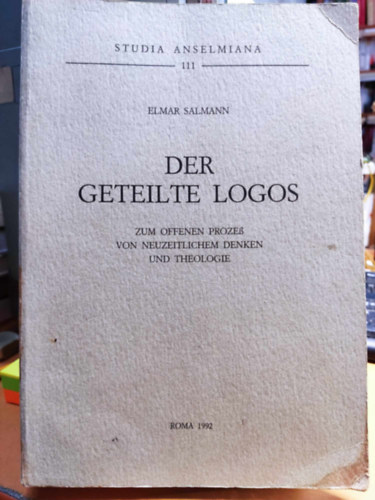 STUDIA ANSELMIANA
111
ELMAR SALMANN
DER
GETEILTE LOGOS
ZUM OFFENEN PROZEß
VON NEUZEITLICHEM DENKEN
UND THEOLOGIE
ROMA 1992